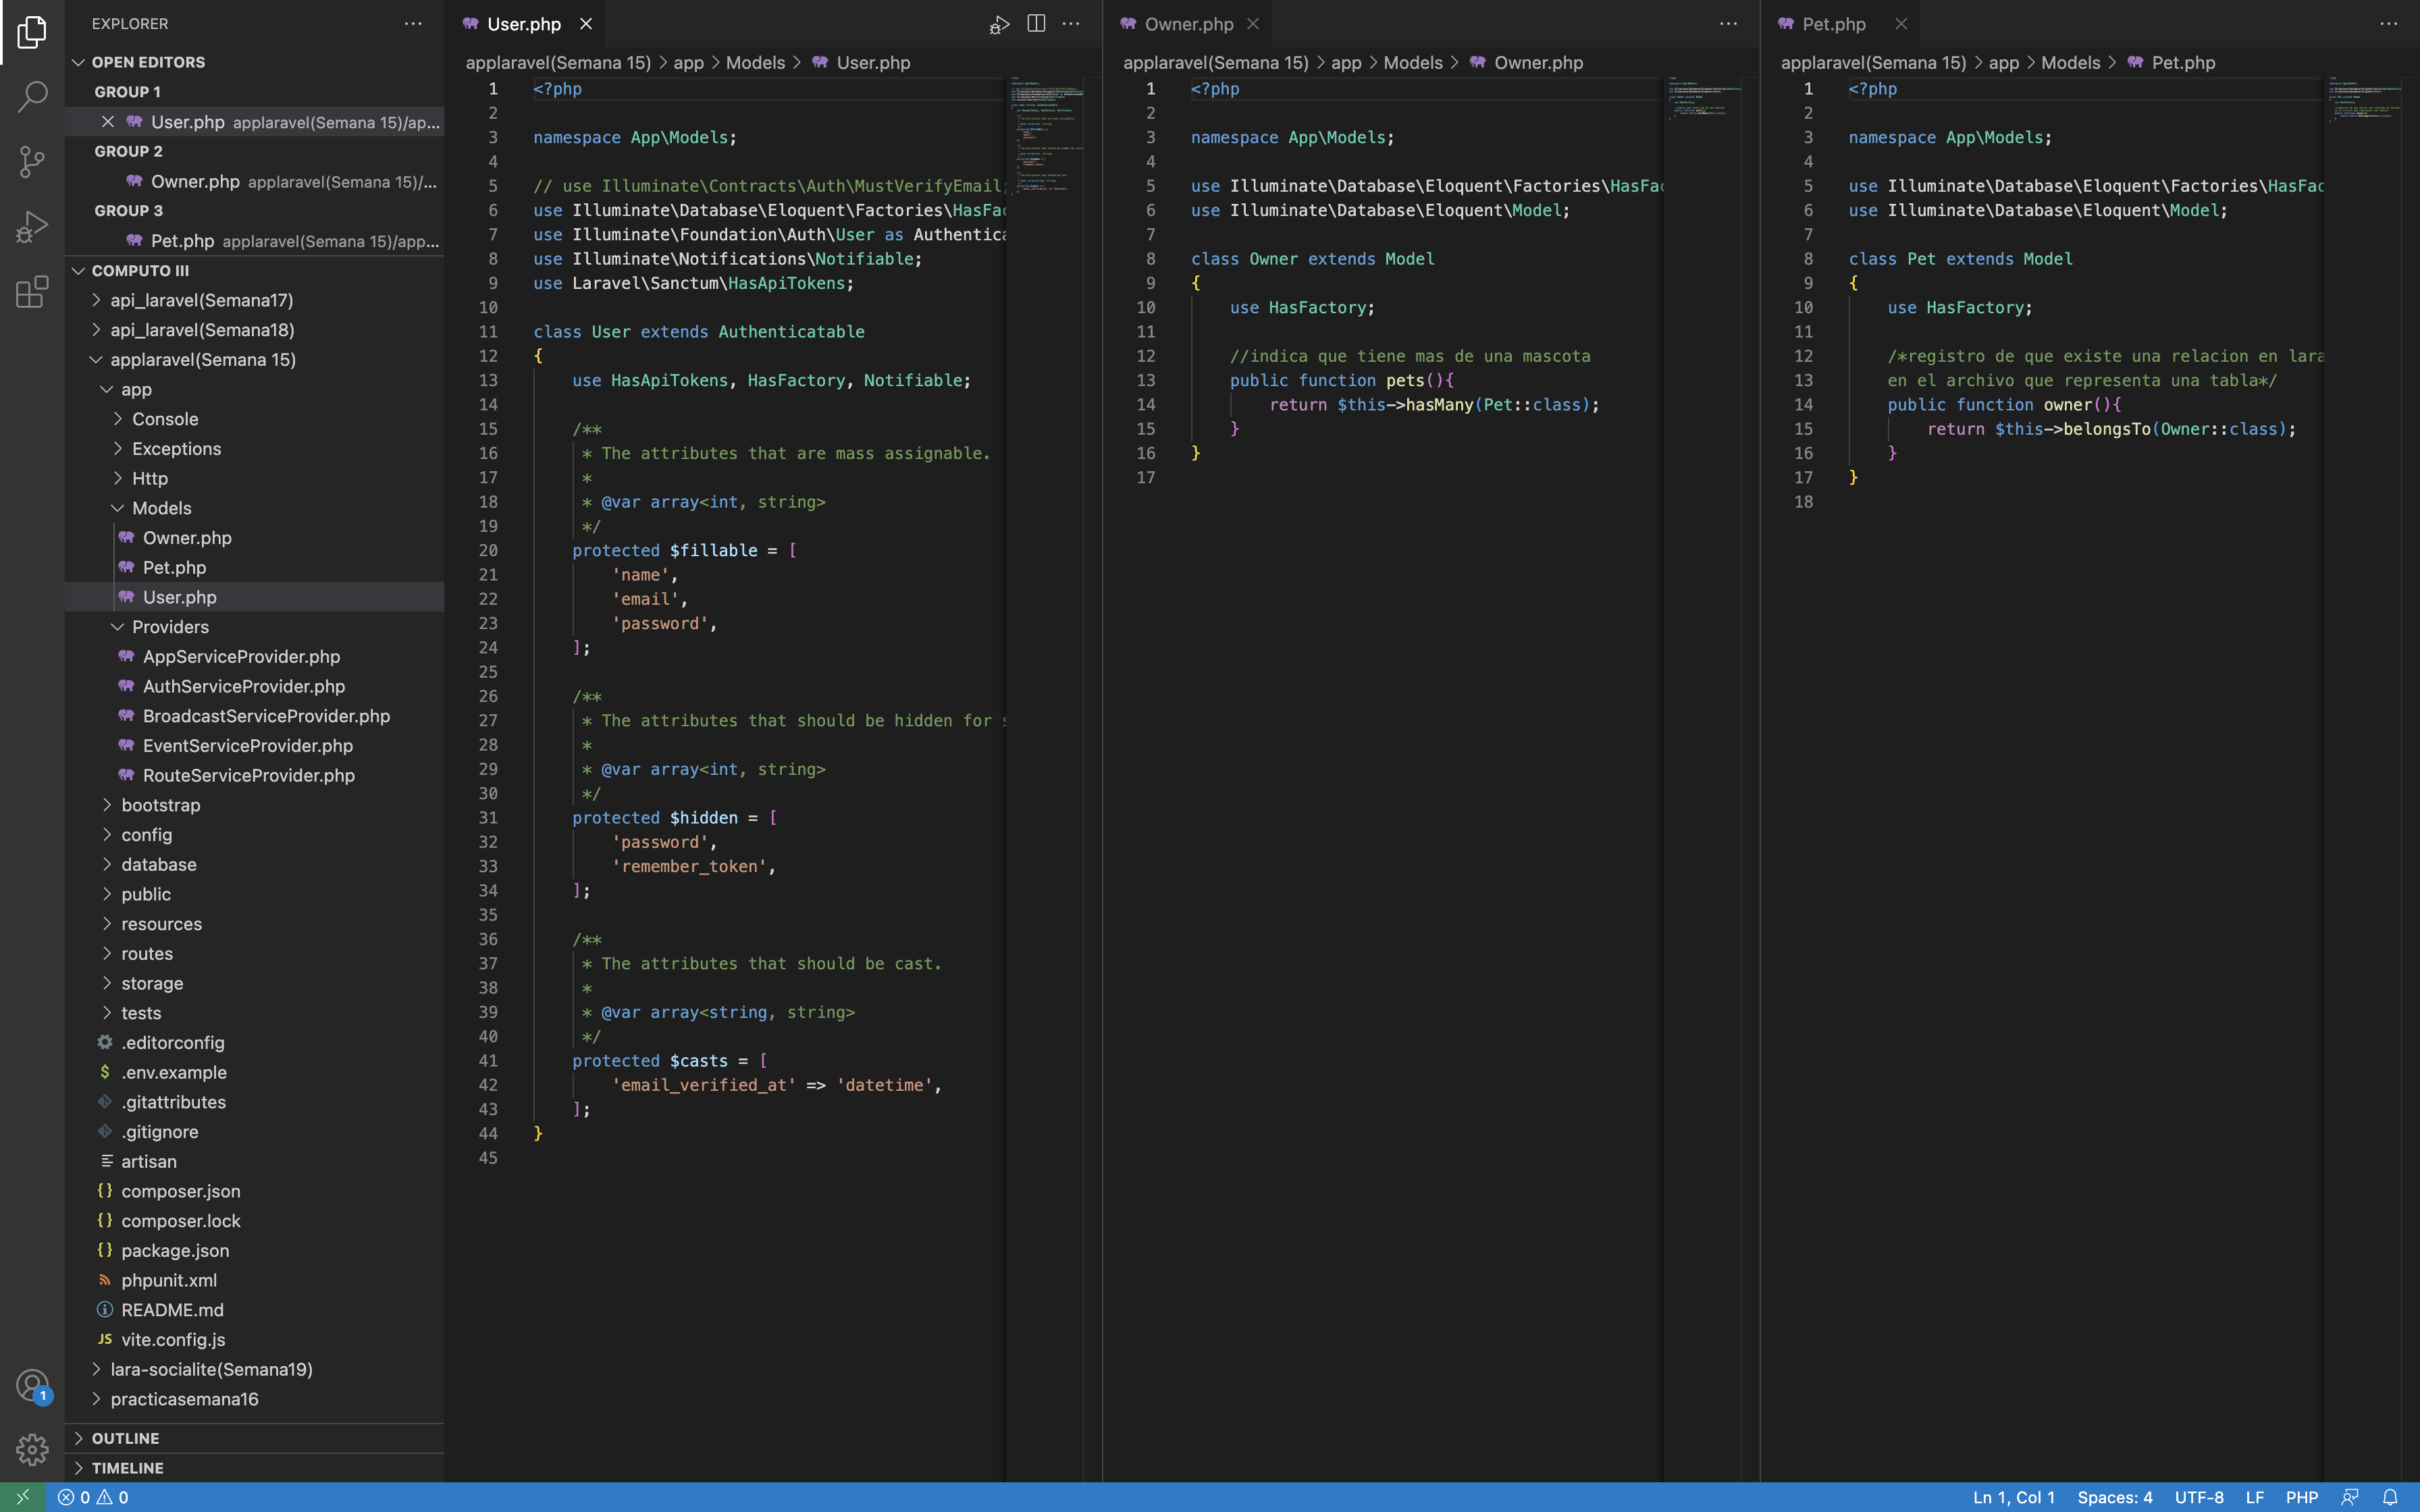 EXPLORER
OPEN EDITORS
GROUP 1
User.php applaravel(Semana 15)/ap...
GROUP 2
Owner.php applaravel(Semana 15)/...
GROUP 3
Pet.php applaravel(Semana 15)/app...
COMPUTO III
api_laravel(Semana17)
api_laravel(Semana18)
applaravel(Semana 15)
app
Console
Exceptions
Http
Models
Owner.php
Pet.php
User.php
Providers
AppServiceProvider.php
AuthServiceProvider.php
BroadcastServiceProvider.php
EventServiceProvider.php
RouteServiceProvider.php
bootstrap
config
database
public
resources
routes
storage
tests
.editorconfig
$ .env.example
.gitattributes
.gitignore
artisan
{} composer.json
{} composer.lock
{} package.json
phpunit.xml
README.md
JS vite.config.js
lara-socialite(Semana19)
practicasemana16
OUTLINE
TIMELINE
1
User.php
applaravel(Semana 15) > app > Models > User.php
1 <?php
2
3 namespace App\Models;
4
5 // use Illuminate\Contracts\Auth\MustVerifyEmail;
6 use Illuminate\Database\Eloquent\Factories\HasFac
7 use Illuminate\Foundation\Auth\User as Authentica
8 use Illuminate\Notifications\Notifiable;
9 use Laravel\Sanctum\HasApiTokens;
10
11 class User extends Authenticatable
12 {
13     use HasApiTokens, HasFactory, Notifiable;
14
15     /**
16      * The attributes that are mass assignable.
17      *
18      * @var array<int, string>
19      */
20     protected $fillable = [
21         'name',
22         'email',
23         'password',
24     ];
25
26     /**
27      * The attributes that should be hidden for s
28      *
29      * @var array<int, string>
30      */
31     protected $hidden = [
32         'password',
33         'remember_token',
34     ];
35
36     /**
37      * The attributes that should be cast.
38      *
39      * @var array<string, string>
40      */
41     protected $casts = [
42         'email_verified_at' => 'datetime',
43     ];
44 }
45
Owner.php
applaravel(Semana 15) > app > Models > Owner.php
1 <?php
2
3 namespace App\Models;
4
5 use Illuminate\Database\Eloquent\Factories\HasFac
6 use Illuminate\Database\Eloquent\Model;
7
8 class Owner extends Model
9 {
10     use HasFactory;
11
12     //indica que tiene mas de una mascota
13     public function pets(){
14         return $this->hasMany(Pet::class);
15     }
16 }
17
Pet.php
applaravel(Semana 15) > app > Models > Pet.php
1 <?php
2
3 namespace App\Models;
4
5 use Illuminate\Database\Eloquent\Factories\HasFac
6 use Illuminate\Database\Eloquent\Model;
7
8 class Pet extends Model
9 {
10     use HasFactory;
11
12     /*registro de que existe una relacion en lara
13     en el archivo que representa una tabla*/
14     public function owner(){
15         return $this->belongsTo(Owner::class);
16     }
17 }
18
0 0
Ln 1, Col 1 Spaces: 4 UTF-8 LF PHP